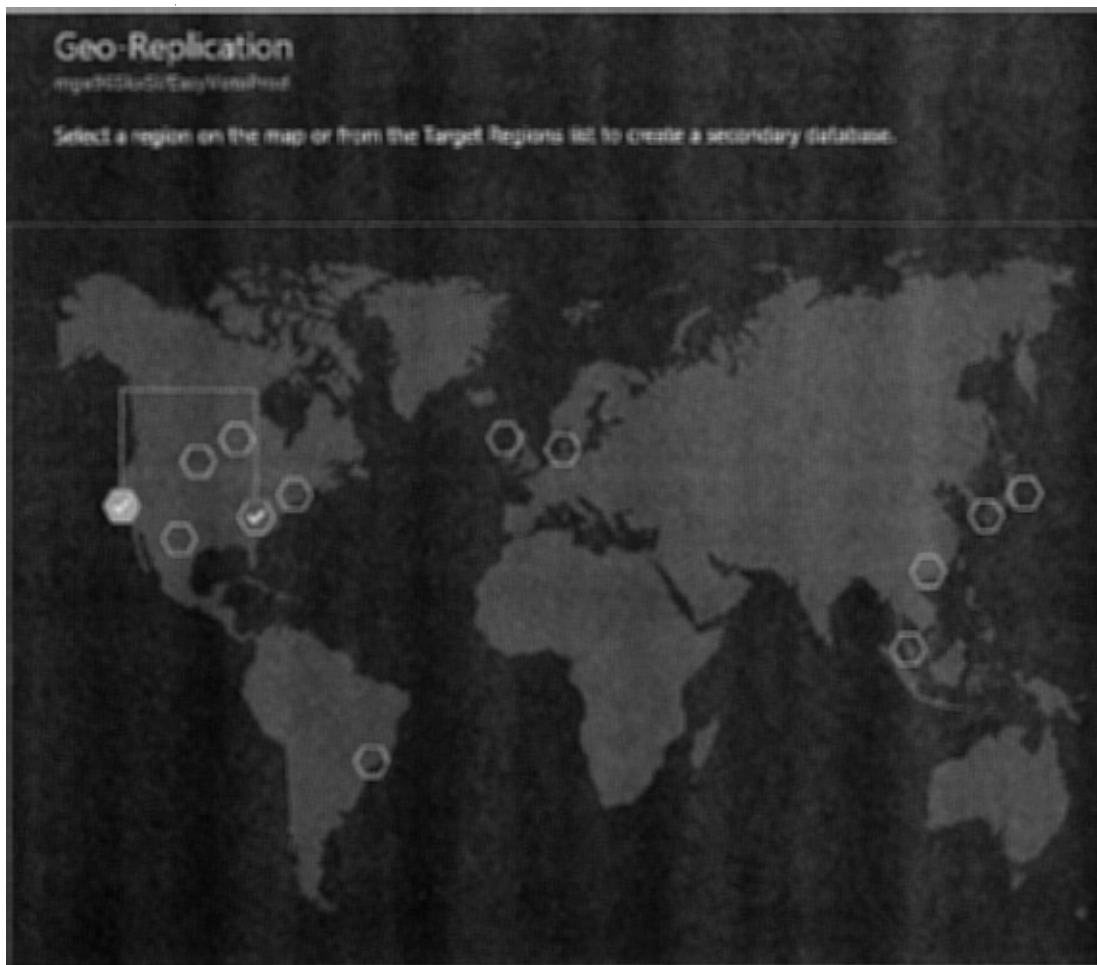 Geo-Replication
Select a region on the map or from the Target Regions list to create a secondary database.